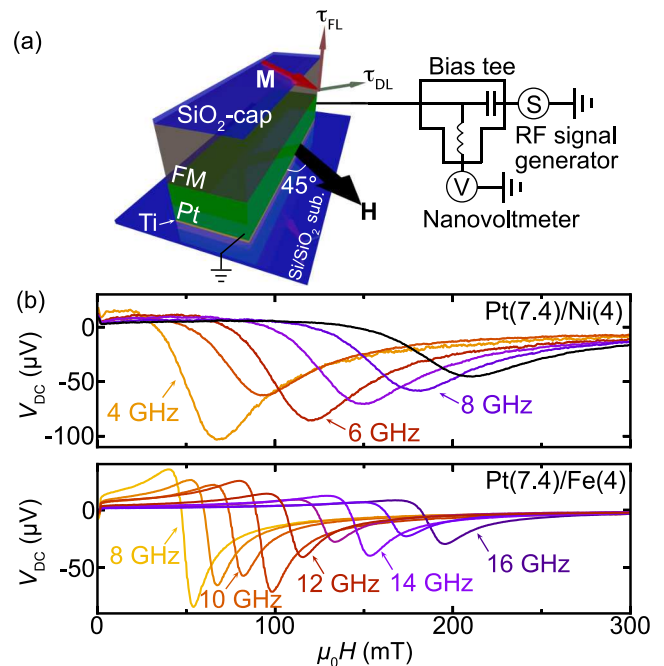 (a)
τFL
M
τDL
Bias tee
SiO2-cap
S
RF signal
generator
FM
45°
H
V
Nanovoltmeter
Pt
Ti
Si/SiO2 sub.
(b)
Pt(7.4)/Ni(4)
0
-50
-100
VDC (µV)
4 GHz
6 GHz
8 GHz
Pt(7.4)/Fe(4)
0
-50
VDC (µV)
8 GHz
10 GHz
12 GHz
14 GHz
16 GHz
0
100
200
300
µ0H (mT)